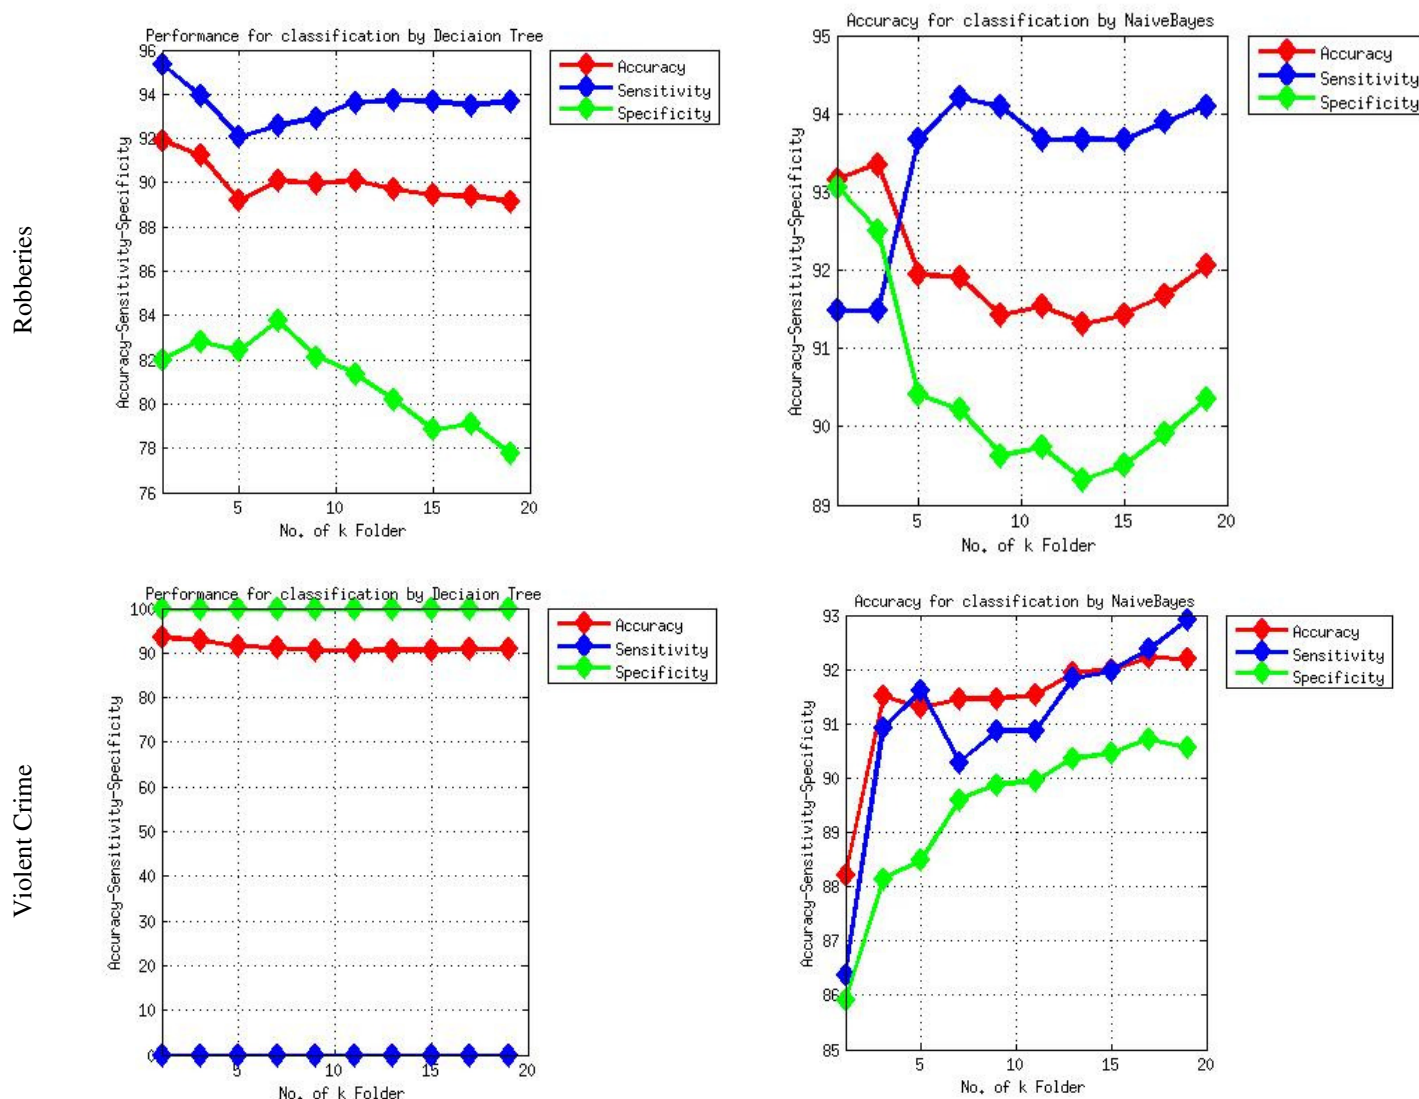 Robberies
Performance for classification by Deciaion Tree
Accuracy-Sensitivity-Specificity
96
94
92
90
88
86
84
82
80
78
76
5
10
15
20
No. of k Folder
Accuracy
Sensitivity
Specificity
Accuracy for classification by NaiveBayes
Accuracy-Sensitivity-Specificity
95
94
93
92
91
90
89
5
10
15
20
No. of k Folder
Accuracy
Sensitivity
Specificity
Violent Crime
Performance for classification by Deciaion Tree
Accuracy-Sensitivity-Specificity
100
90
80
70
60
50
40
30
20
10
0
5
10
15
20
No. of k Folder
Accuracy
Sensitivity
Specificity
Accuracy for classification by NaiveBayes
Accuracy-Sensitivity-Specificity
93
92
91
90
89
88
87
86
85
5
10
15
20
No. of k Folder
Accuracy
Sensitivity
Specificity